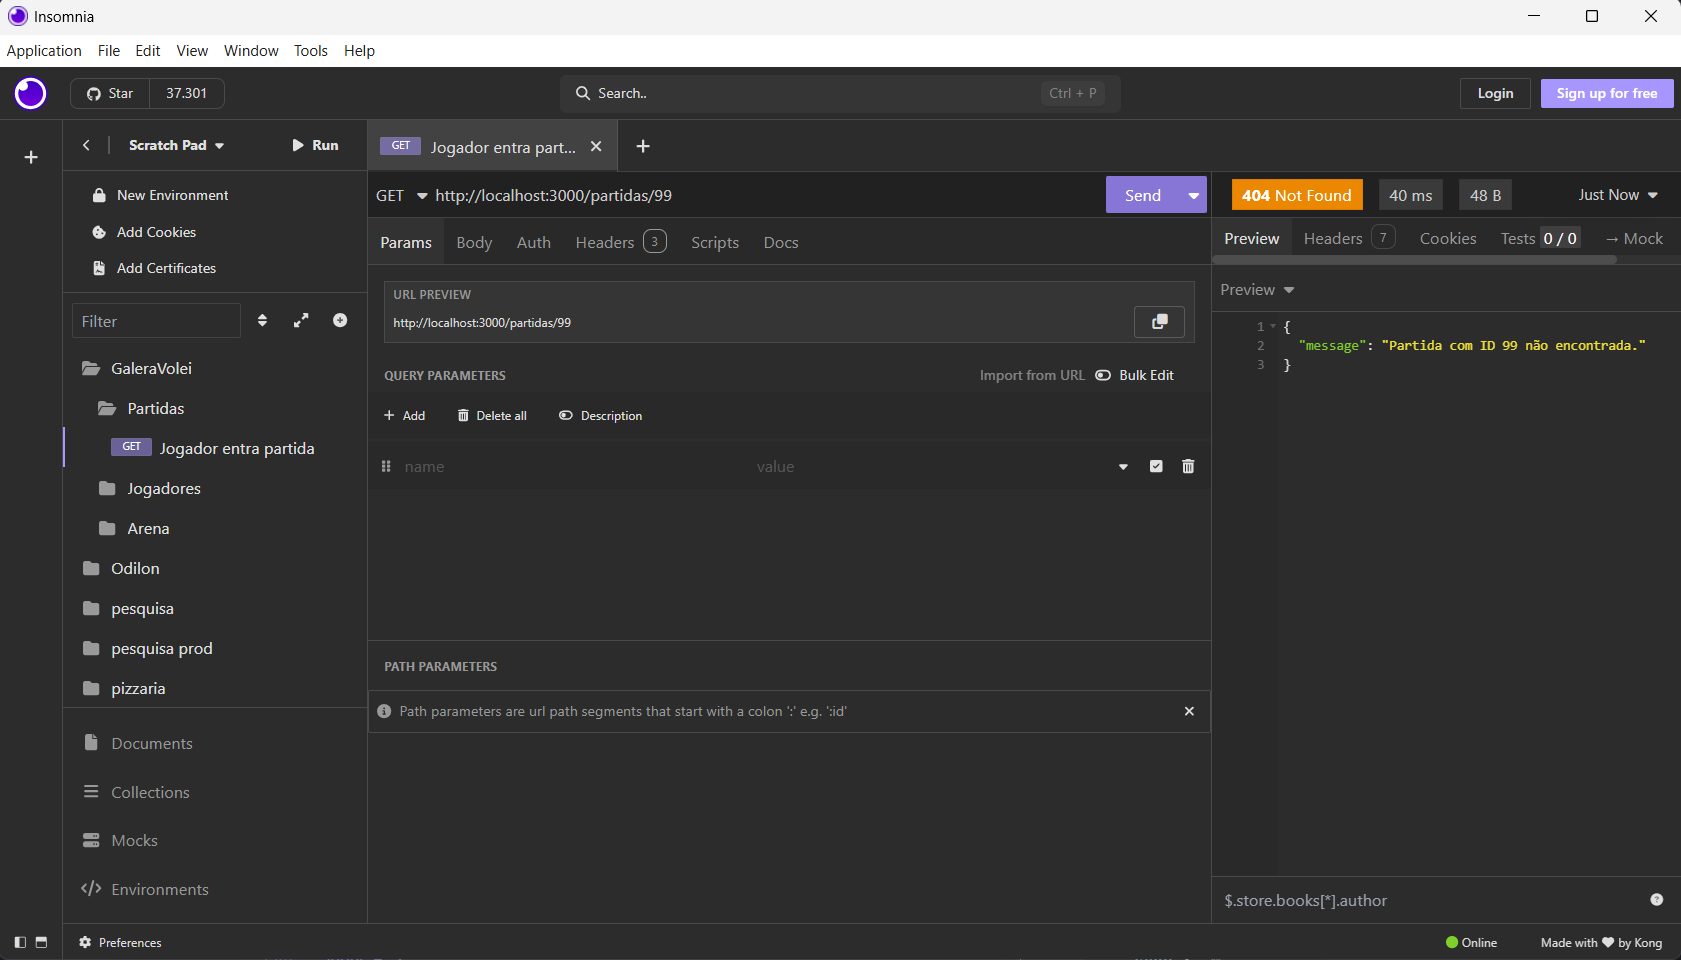 Insomnia
Application File Edit View Window Tools Help
Star 37.301
Search..
Ctrl + P
Login
Sign up for free
Scratch Pad
Run
New Environment
Add Cookies
Add Certificates
Filter
GaleraVolei
Partidas
GET Jogador entra partida
Jogadores
Arena
Odilon
pesquisa
pesquisa prod
pizzaria
Documents
Collections
Mocks
Environments
GET Jogador entra part...
GET http://localhost:3000/partidas/99
Send
Params Body Auth Headers 3 Scripts Docs
URL PREVIEW
http://localhost:3000/partidas/99
QUERY PARAMETERS
Import from URL Bulk Edit
Add Delete all Description
name value
PATH PARAMETERS
Path parameters are url path segments that start with a colon ':' e.g. ':id'
404 Not Found 40 ms 48 B Just Now
Preview Headers 7 Cookies Tests 0 / 0 → Mock
Preview
1 {
2 "message": "Partida com ID 99 não encontrada."
3 }
$.store.books[*].author
Preferences
Online
Made with ♥ by Kong